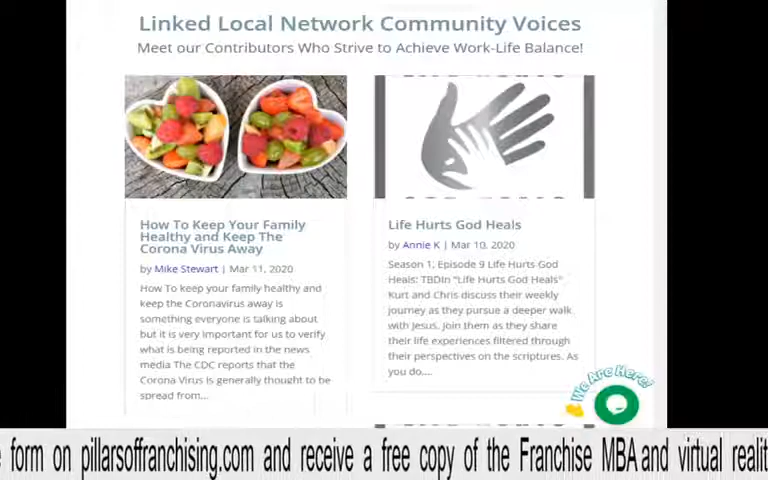 Linked Local Network Community Voices
Meet our Contributors Who Strive to Achieve Work-Life Balance!
How To Keep Your Family
Healthy and Keep The
Corona Virus Away
by Mike Stewart | Mar 11, 2020
How To keep your family healthy and
keep the Coronavirus away is
something everyone is talking about
but it is very important for us to verify
what is being reported in the news
media The CDC reports that the
Corona Virus is generally thought to be
spread from...
Life Hurts God Heals
by Annie K | Mar 10, 2020
Season 1, Episode 9 Life Hurts God
Heals: TBDIn "Life Hurts God Heals"
Kurt and Chris discuss their weekly
journey as they pursue a deeper walk
with Jesus. Join them as they share
their life experiences filtered through
their perspectives on the scriptures. As
you do....
We Are Here!
form on pillarsoffranchising.com and receive a free copy of the Franchise MBA and virtual realit